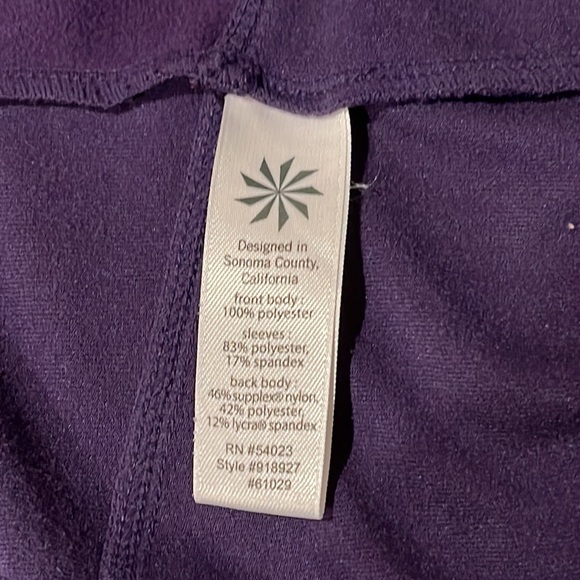 Designed in
Sonoma County,
California
front body :
100% polyester
sleeves :
83% polyester,
17% spandex
back body :
46% supplex® nylon,
42% polyester,
12% lycra® spandex
RN #54023
Style #918927
#61029